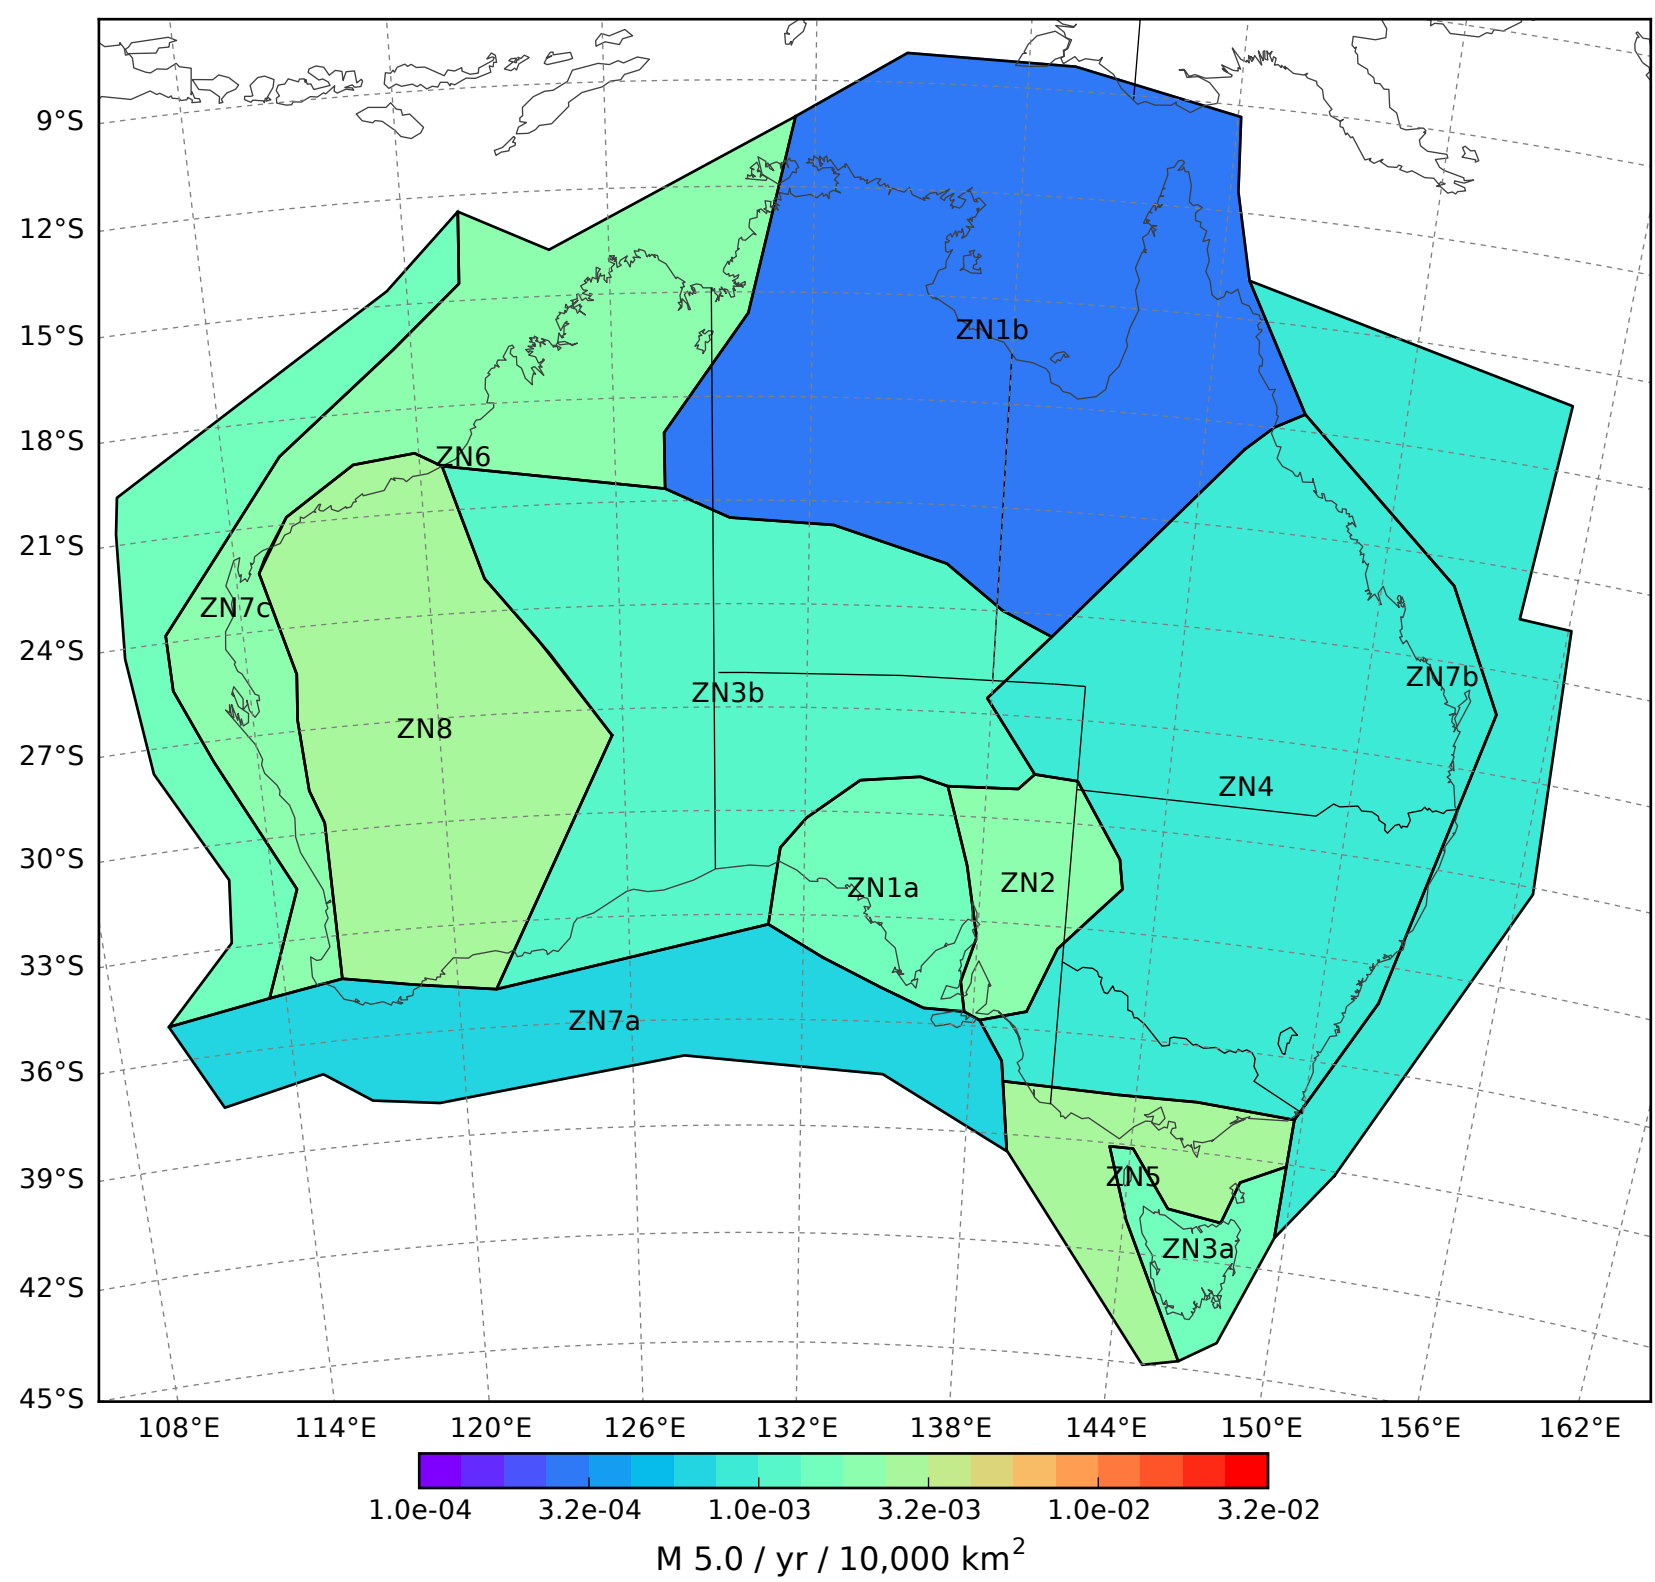 9°S
12°S
ZN1b
15°S
18°S
ZN6
21°S
ZN7c
24°S
ZN7b
ZN3b
ZN8
27°S
ZN4
30°S
ZN1a
ZN2
33°S
ZN7a
36°S
39°S
ZN5
ZN3a
42°S
45°S
108°E 114°E 120°E 126°E 132°E 138°E 144°E 150°E 156°E 162°E
1.0e-04 3.2e-04 1.0e-03 3.2e-03 1.0e-02 3.2e-02
M 5.0 / yr / 10,000 km²